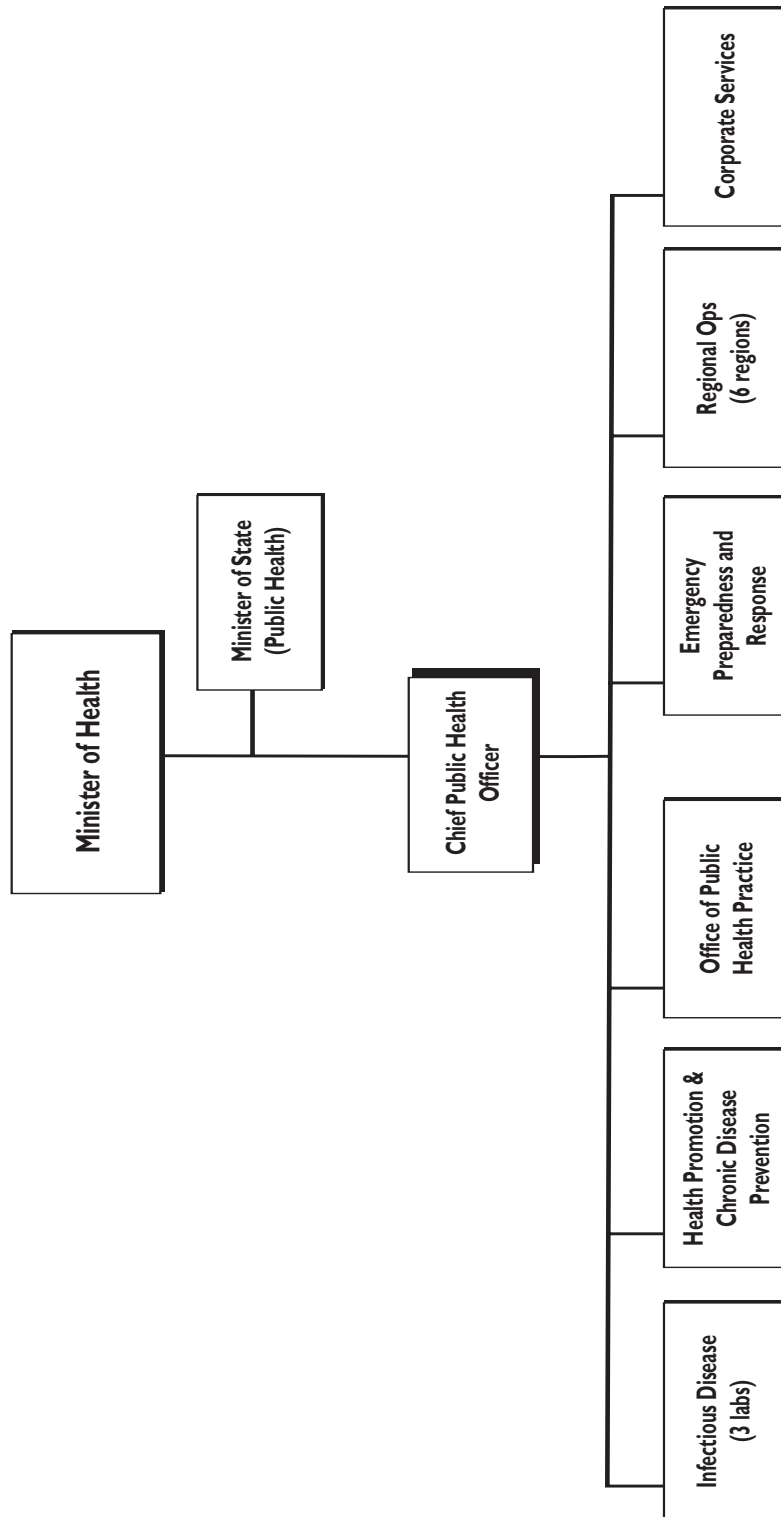 Minister of Health
Minister of State
(Public Health)
Chief Public Health
Officer
Infectious Disease
(3 labs)
Health Promotion &
Chronic Disease
Prevention
Office of Public
Health Practice
Emergency
Preparedness and
Response
Regional Ops
(6 regions)
Corporate Services